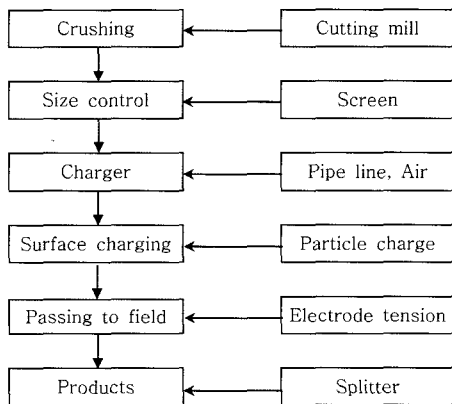 Crushing
Cutting mill
Size control
Screen
Charger
Pipe line, Air
Surface charging
Particle charge
Passing to field
Electrode tension
Products
Splitter